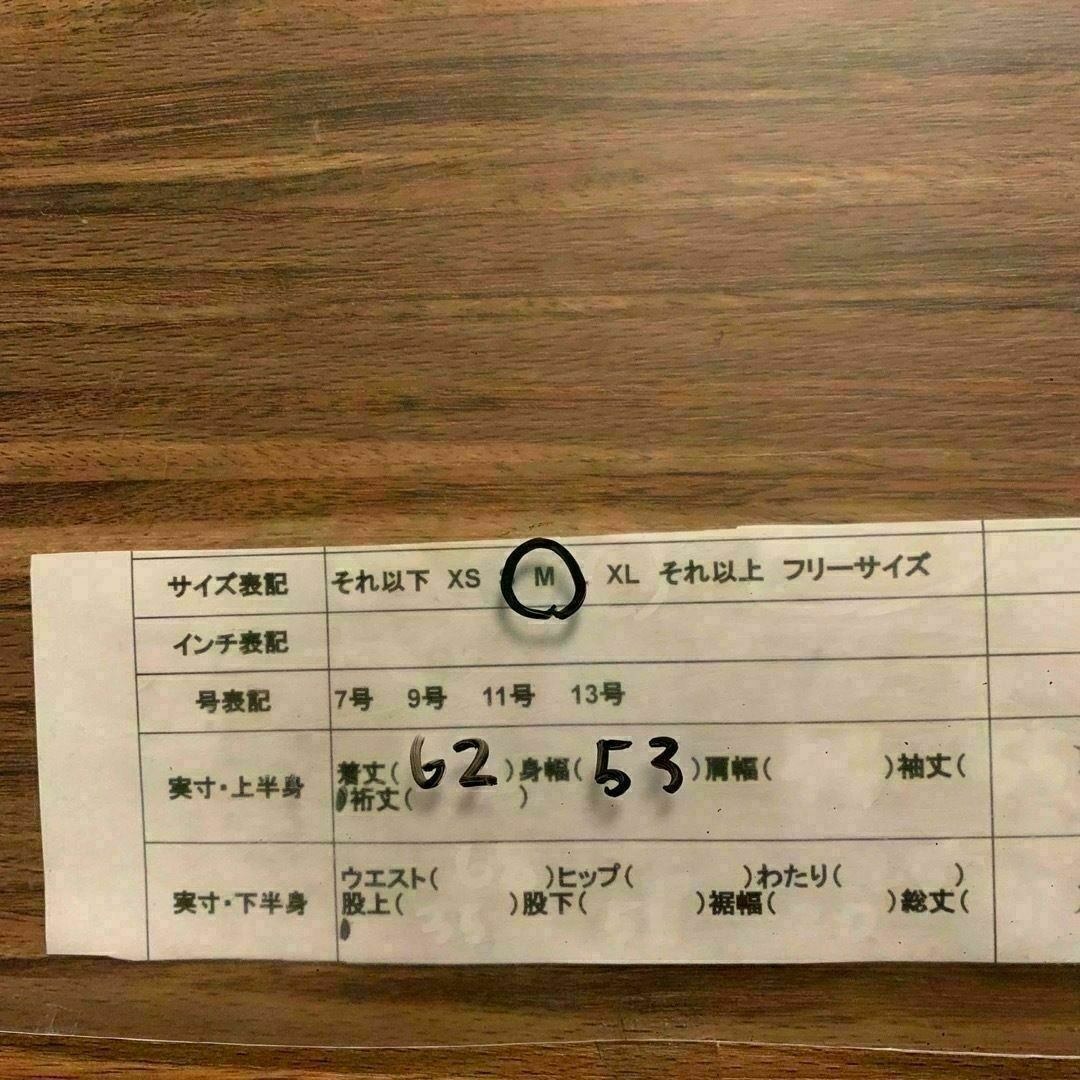 サイズ表記 それ以下 XS M XL それ以上 フリーサイズ
インチ表記
号表記 7号 9号 11号 13号
実寸・上半身 着丈( 62 )身幅( 53 )肩幅( )袖丈(
裄丈( )
実寸・下半身 ウエスト( )ヒップ( )わたり( )
股上( )股下( )裾幅( )総丈(